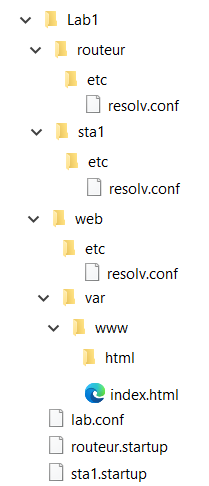 Lab1
routeur
etc
resolv.conf
sta1
etc
resolv.conf
web
etc
resolv.conf
var
www
html
index.html
lab.conf
routeur.startup
sta1.startup